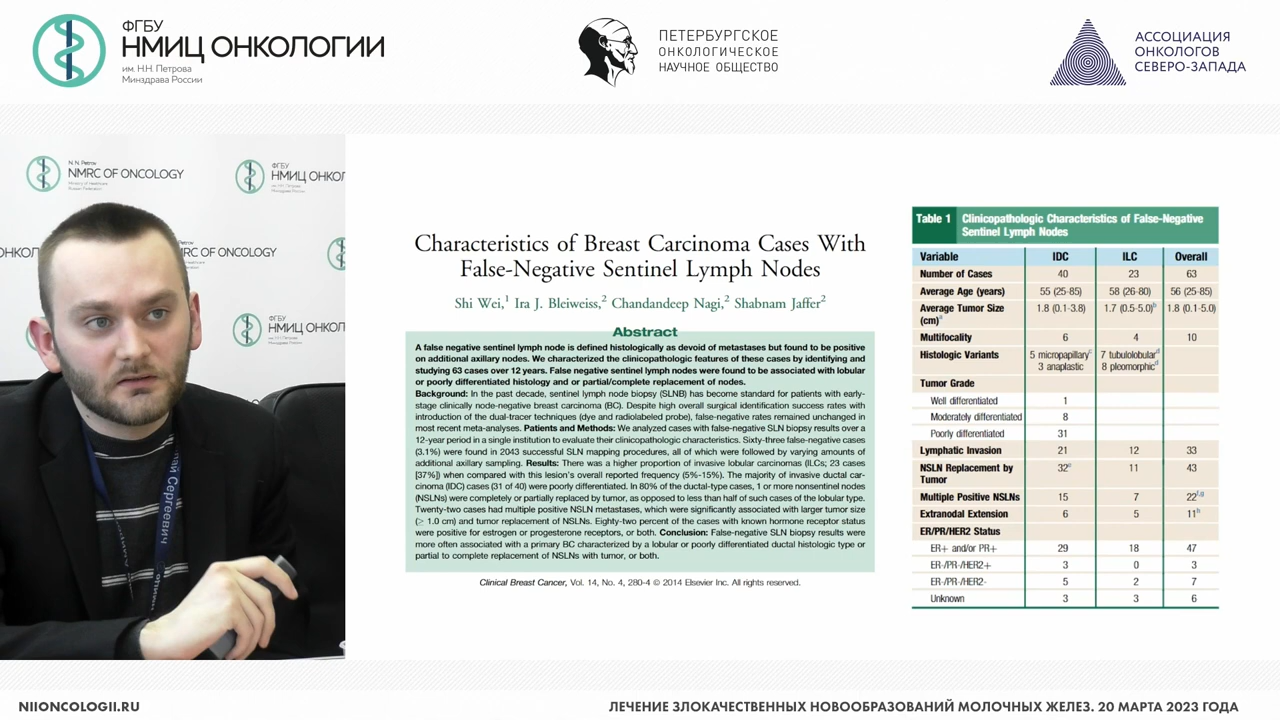 ФГБУ
НМИЦ ОНКОЛОГИИ
им. Н.Н. Петрова
Минздрава России
ПЕТЕРБУРГСКОЕ
ОНКОЛОГИЧЕСКОЕ
НАУЧНОЕ ОБЩЕСТВО
АССОЦИАЦИЯ
ОНКОЛОГОВ
СЕВЕРО-ЗАПАДА
N.N. Petrov
NMRC OF ONCOLOGY
ФГБУ
НМИЦ ОНКОЛ
ОНКОЛ
RC OF ONCOLOGY
ФГБУ
НМИЦ ОНКОЛ
ай Сергеевич
Characteristics of Breast Carcinoma Cases With
False-Negative Sentinel Lymph Nodes
Shi Wei,1 Ira J. Bleiweiss,2 Chandandeep Nagi,2 Shabnam Jaffer2
Abstract
A false negative sentinel lymph node is defined histologically as devoid of metastases but found to be positive
on additional axillary nodes. We characterized the clinicopathologic features of these cases by identifying and
studying 63 cases over 12 years. False negative sentinel lymph nodes were found to be associated with lobular
or poorly differentiated histology and or partial/complete replacement of nodes.
Background: In the past decade, sentinel lymph node biopsy (SLNB) has become standard for patients with early-
stage clinically node-negative breast carcinoma (BC). Despite high overall surgical identification success rates with
introduction of the dual-tracer techniques (dye and radiolabeled probe), false-negative rates remained unchanged in
most recent meta-analyses. Patients and Methods: We analyzed cases with false-negative SLN biopsy results over a
12-year period in a single institution to evaluate their clinicopathologic characteristics. Sixty-three false-negative cases
(3.1%) were found in 2043 successful SLN mapping procedures, all of which were followed by varying amounts of
additional axillary sampling. Results: There was a higher proportion of invasive lobular carcinomas (ILCs; 23 cases
[37%]) when compared with this lesion's overall reported frequency (5%-15%). The majority of invasive ductal car-
cinoma (IDC) cases (31 of 40) were poorly differentiated. In 80% of the ductal-type cases, 1 or more nonsentinel nodes
(NSLNs) were completely or partially replaced by tumor, as opposed to less than half of such cases of the lobular type.
Twenty-two cases had multiple positive NSLN metastases, which were significantly associated with larger tumor size
(≥ 1.0 cm) and tumor replacement of NSLNs. Eighty-two percent of the cases with known hormone receptor status
were positive for estrogen or progesterone receptors, or both. Conclusion: False-negative SLN biopsy results were
more often associated with a primary BC characterized by a lobular or poorly differentiated ductal histologic type or
partial to complete replacement of NSLNs with tumor, or both.
Clinical Breast Cancer, Vol. 14, No. 4, 280-4 © 2014 Elsevier Inc. All rights reserved.
Table 1 Clinicopathologic Characteristics of False-Negative
Sentinel Lymph Nodes
Variable IDC ILC Overall
Number of Cases 40 23 63
Average Age (years) 55 (25-85) 58 (26-80) 56 (25-85)
Average Tumor Size
(cm)a 1.8 (0.1-3.8) 1.7 (0.5-5.0)b 1.8 (0.1-5.0)
Multifocality 6 4 10
Histologic Variants 5 micropapillaryc 7 tubulolobulard
3 anaplastic 8 pleomorphicd
Tumor Grade
Well differentiated 1
Moderately differentiated 8
Poorly differentiated 31
Lymphatic Invasion 21 12 33
NSLN Replacement by
Tumor 32e 11 43
Multiple Positive NSLNs 15 7 22f,g
Extranodal Extension 6 5 11h
ER/PR/HER2 Status
ER+ and/or PR+ 29 18 47
ER-/PR-/HER2+ 3 0 3
ER-/PR-/HER2- 5 2 7
Unknown 3 3 6
NIIONCOLOGII.RU
ЛЕЧЕНИЕ ЗЛОКАЧЕСТВЕННЫХ НОВООБРАЗОВАНИЙ МОЛОЧНЫХ ЖЕЛЕЗ. 20 МАРТА 2023 ГОДА